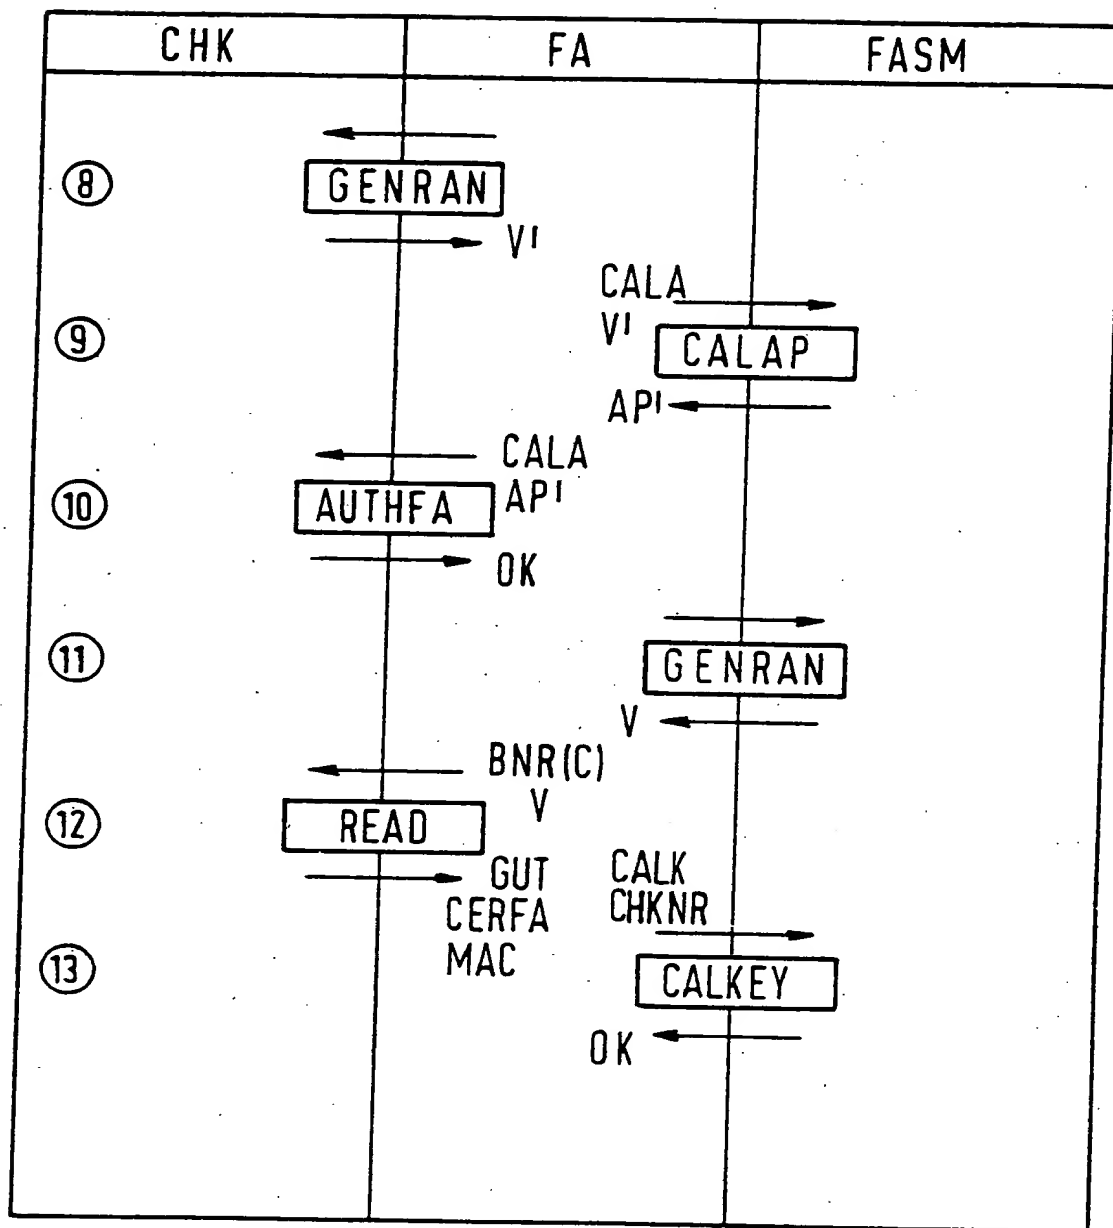 CHK FA FASM
8 GENRAN
V'
CALA
V'
9 CALAP
AP'
CALA
AP'
10 AUTHFA
OK
11 GENRAN
V
BNR(C)
V
12 READ
GUT
CERFA
MAC
CALK
CHKNR
13 CALKEY
OK